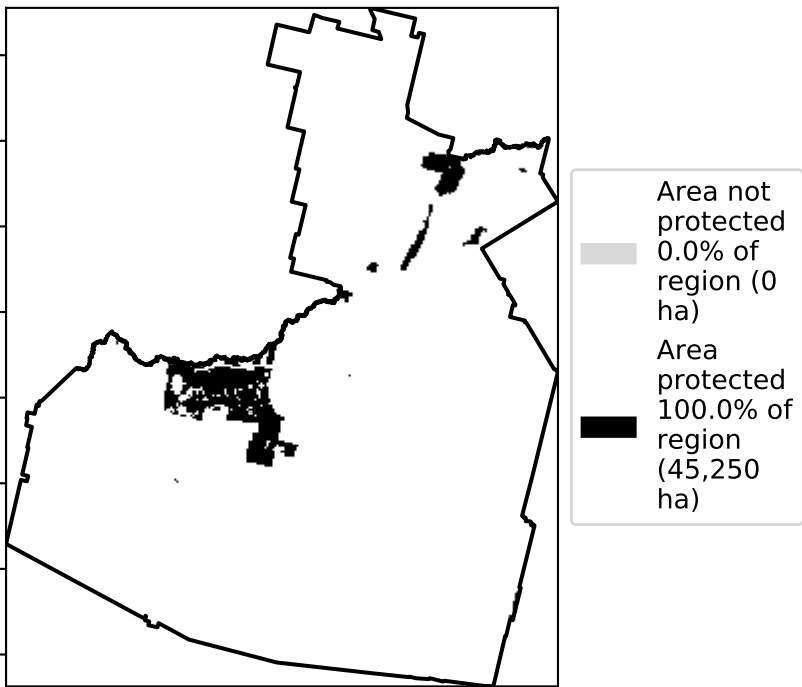 Area not
protected
0.0% of
region (0
ha)
Area
protected
100.0% of
region
(45,250
ha)